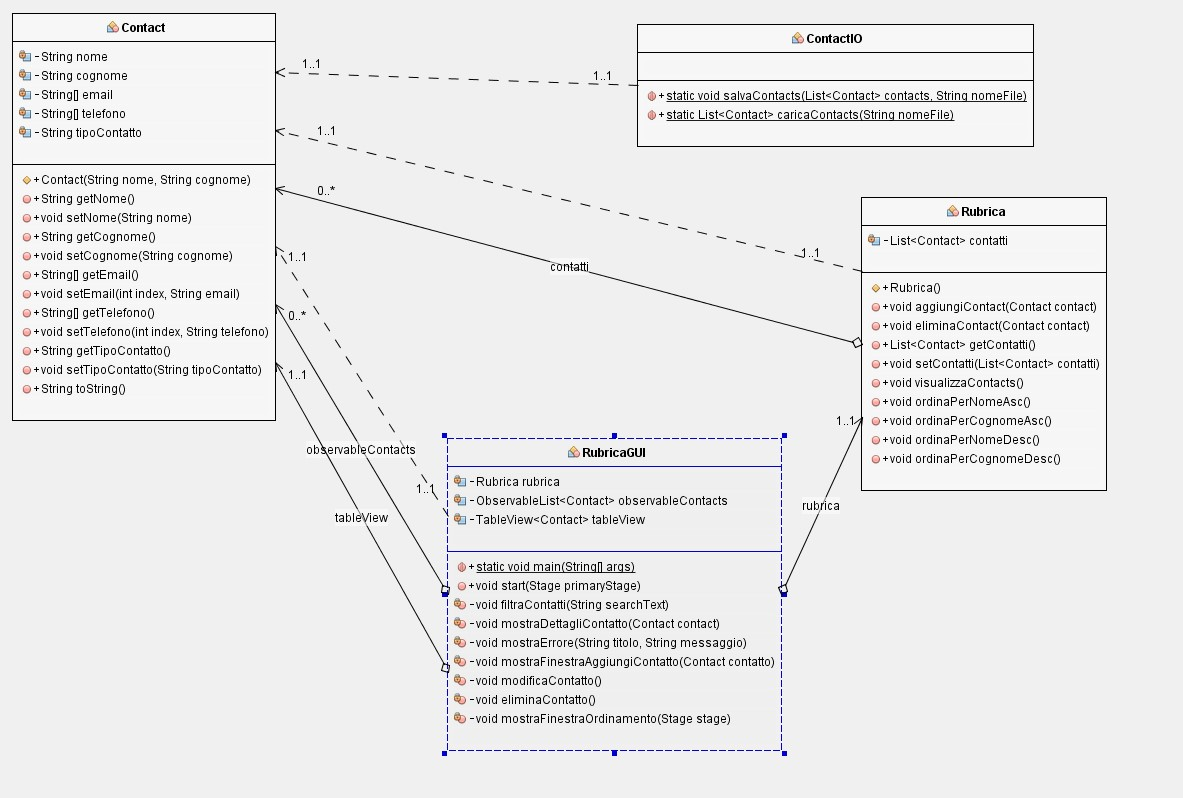 Contact
- String nome
- String cognome
- String[] email
- String[] telefono
- String tipoContatto
+ Contact(String nome, String cognome)
+ String getNome()
+ void setNome(String nome)
+ String getCognome()
+ void setCognome(String cognome)
+ String[] getEmail()
+ void setEmail(int index, String email)
+ String[] getTelefono()
+ void setTelefono(int index, String telefono)
+ String getTipoContatto()
+ void setTipoContatto(String tipoContatto)
+ String toString()
ContactIO
+ static void salvaContacts(List<Contact> contacts, String nomeFile)
+ static List<Contact> caricaContacts(String nomeFile)
1..1
1..1
1..1
1..1
0..*
contatti
1..1
1..1
0..*
1..1
observableContacts
tableView
Rubrica
- List<Contact> contatti
+ Rubrica()
+ void aggiungiContact(Contact contact)
+ void eliminaContact(Contact contact)
+ List<Contact> getContatti()
+ void setContatti(List<Contact> contatti)
+ void visualizzaContacts()
+ void ordinaPerNomeAsc()
+ void ordinaPerCognomeAsc()
+ void ordinaPerNomeDesc()
+ void ordinaPerCognomeDesc()
1..1
rubrica
RubricaGUI
- Rubrica rubrica
- ObservableList<Contact> observableContacts
- TableView<Contact> tableView
+ static void main(String[] args)
+ void start(Stage primaryStage)
- void filtraContatti(String searchText)
- void mostraDettagliContatto(Contact contact)
- void mostraErrore(String titolo, String messaggio)
- void mostraFinestraAggiungiContatto(Contact contatto)
- void modificaContatto()
- void eliminaContatto()
- void mostraFinestraOrdinamento(Stage stage)